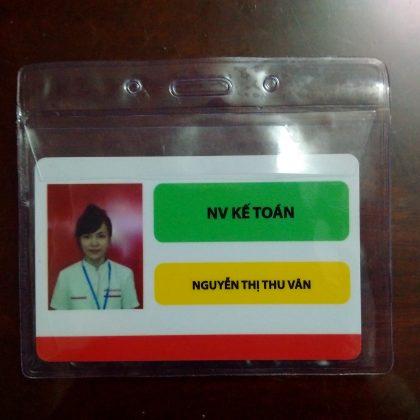 NV KẾ TOÁN
NGUYỄN THỊ THU VÂN